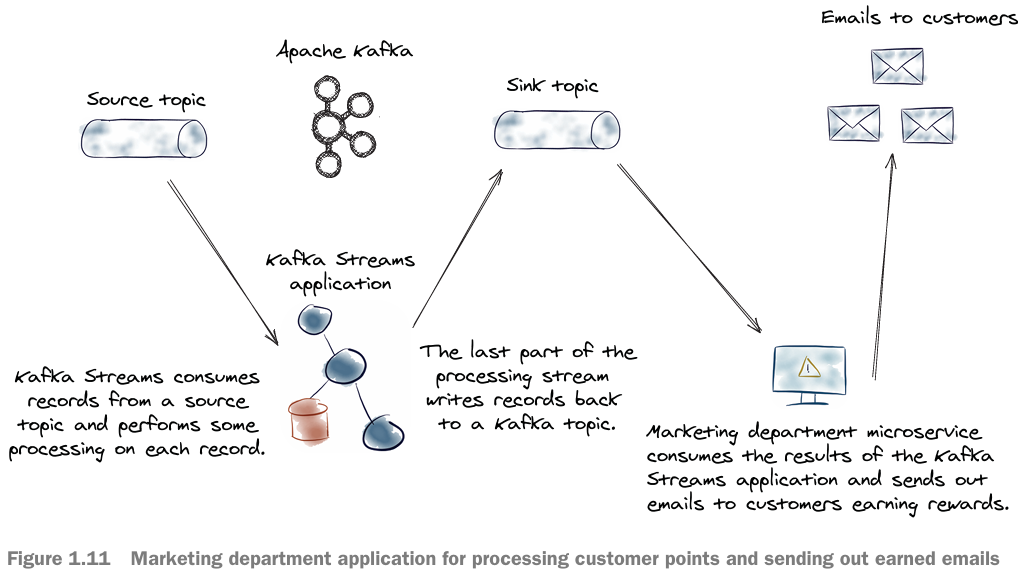 Emails to customers
Apache Kafka
Source topic
Sink topic
Kafka Streams
application
Kafka Streams consumes
records from a source
topic and performs some
processing on each record.
The last part of the
processing stream
writes records back
to a Kafka topic.
Marketing department microservice
consumes the results of the Kafka
Streams application and sends out
emails to customers earning rewards.
Figure 1.11 Marketing department application for processing customer points and sending out earned emails